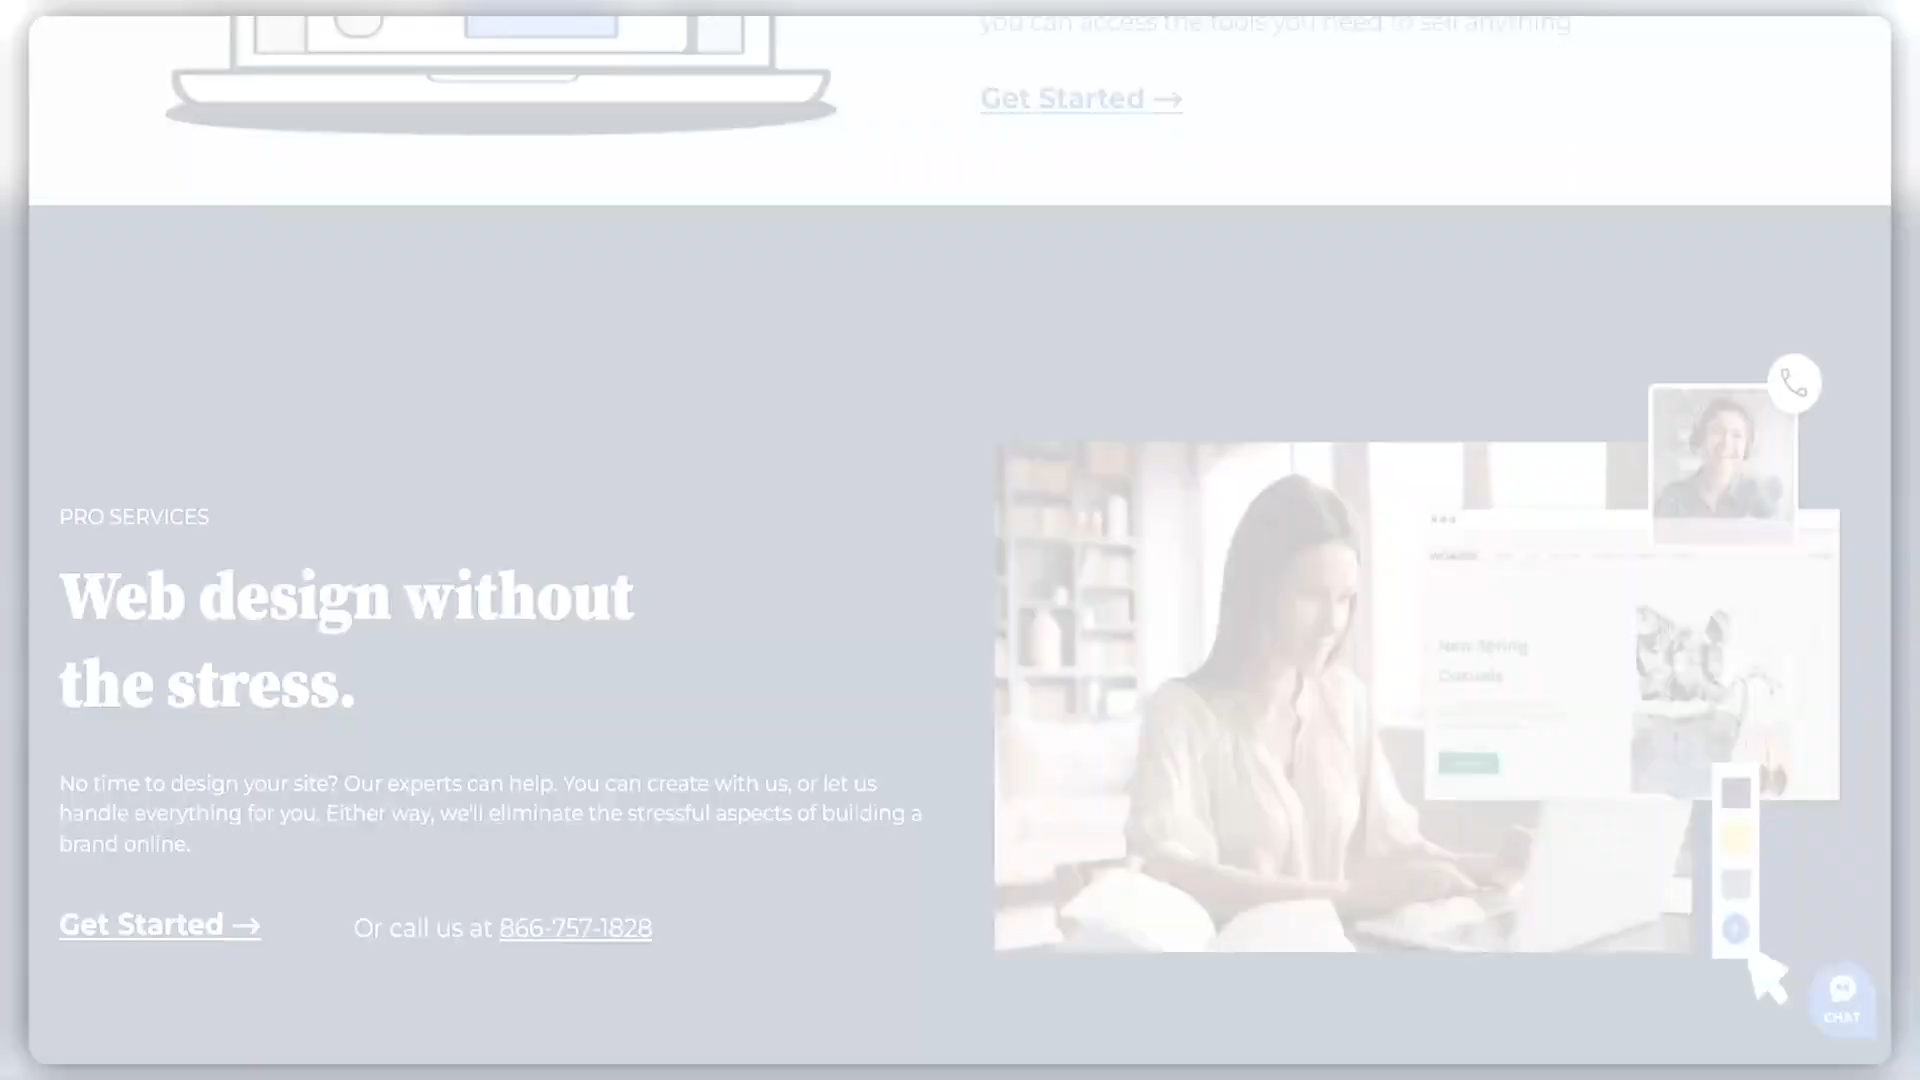 you can access the tools you need to sell anything
Get Started →
PRO SERVICES
Web design without
the stress.
No time to design your site? Our experts can help. You can create with us, or let us
handle everything for you. Either way, we'll eliminate the stressful aspects of building a
brand online.
Get Started →
Or call us at 866-757-1828
New Spring
Casuals
CHAT